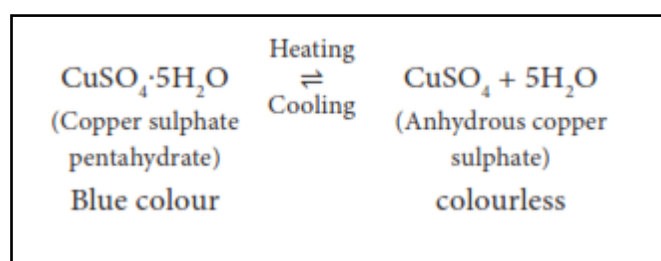 Heating
CuSO₄·5H₂O ⇌ CuSO₄ + 5H₂O
Cooling
(Copper sulphate (Anhydrous copper
pentahydrate) sulphate)
Blue colour colourless